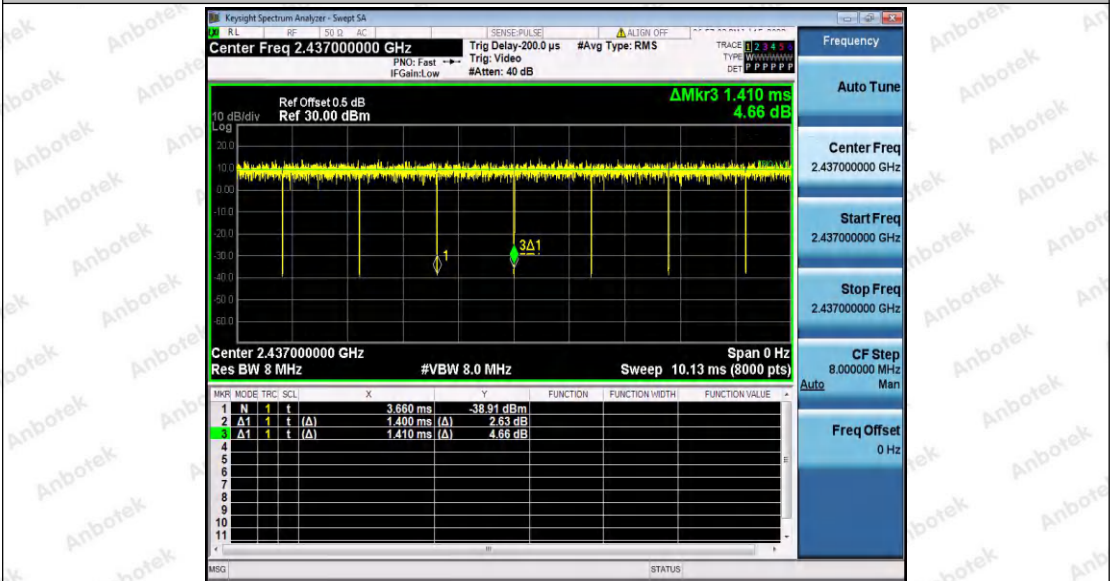 Keysight Spectrum Analyzer - Swept SA
RL RF 50 Ω AC SENSE:PULSE ALIGN OFF
Center Freq 2.437000000 GHz
PNO: Fast
IFGain:Low
Trig Delay-200.0 µs
Trig: Video
#Atten: 40 dB
#Avg Type: RMS
TRACE 1 2 3 4 5 6
TYPE WWWWWW
DET P P P P P P
Frequency
Auto Tune
Center Freq
2.437000000 GHz
Start Freq
2.437000000 GHz
Stop Freq
2.437000000 GHz
CF Step
8.000000 MHz
Auto Man
Freq Offset
0 Hz
ΔMkr3 1.410 ms
4.66 dB
Ref Offset 0.5 dB
10 dB/div Ref 30.00 dBm
Log
20.0
10.0
0.00
-10.0
-20.0
-30.0
-40.0
-50.0
-60.0
1
3Δ1
Center 2.437000000 GHz Span 0 Hz
Res BW 8 MHz #VBW 8.0 MHz Sweep 10.13 ms (8000 pts)
MKR MODE TRC SCL X Y FUNCTION FUNCTION WIDTH FUNCTION VALUE
1 N 1 t 3.660 ms -38.91 dBm
2 Δ1 1 t (Δ) 1.400 ms (Δ) 2.63 dB
3 Δ1 1 t (Δ) 1.410 ms (Δ) 4.66 dB
4
5
6
7
8
9
10
11
MSG STATUS
Anbotek